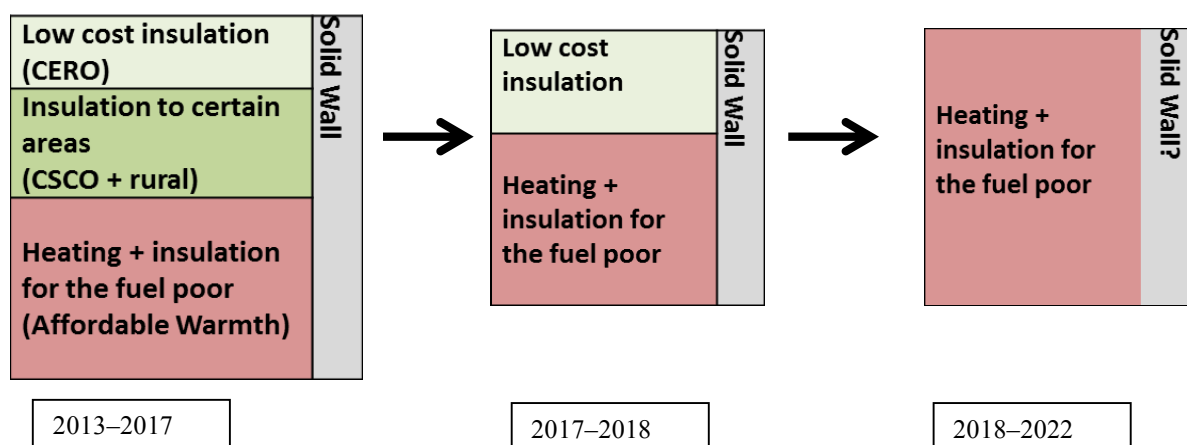 Low cost insulation
(CERO)
Insulation to certain
areas
(CSCO + rural)
Heating + insulation
for the fuel poor
(Affordable Warmth)
Solid Wall
2013–2017
Low cost
insulation
Heating +
insulation for
the fuel poor
Solid Wall
2017–2018
Heating +
insulation for
the fuel poor
Solid Wall?
2018–2022